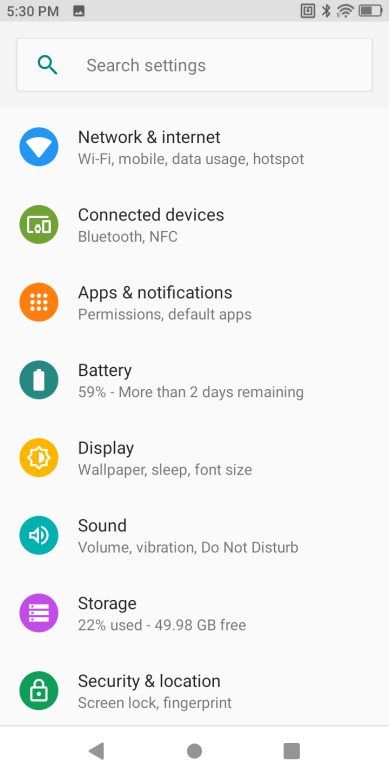 5:30 PM
Search settings
Network & internet
Wi-Fi, mobile, data usage, hotspot
Connected devices
Bluetooth, NFC
Apps & notifications
Permissions, default apps
Battery
59% - More than 2 days remaining
Display
Wallpaper, sleep, font size
Sound
Volume, vibration, Do Not Disturb
Storage
22% used - 49.98 GB free
Security & location
Screen lock, fingerprint